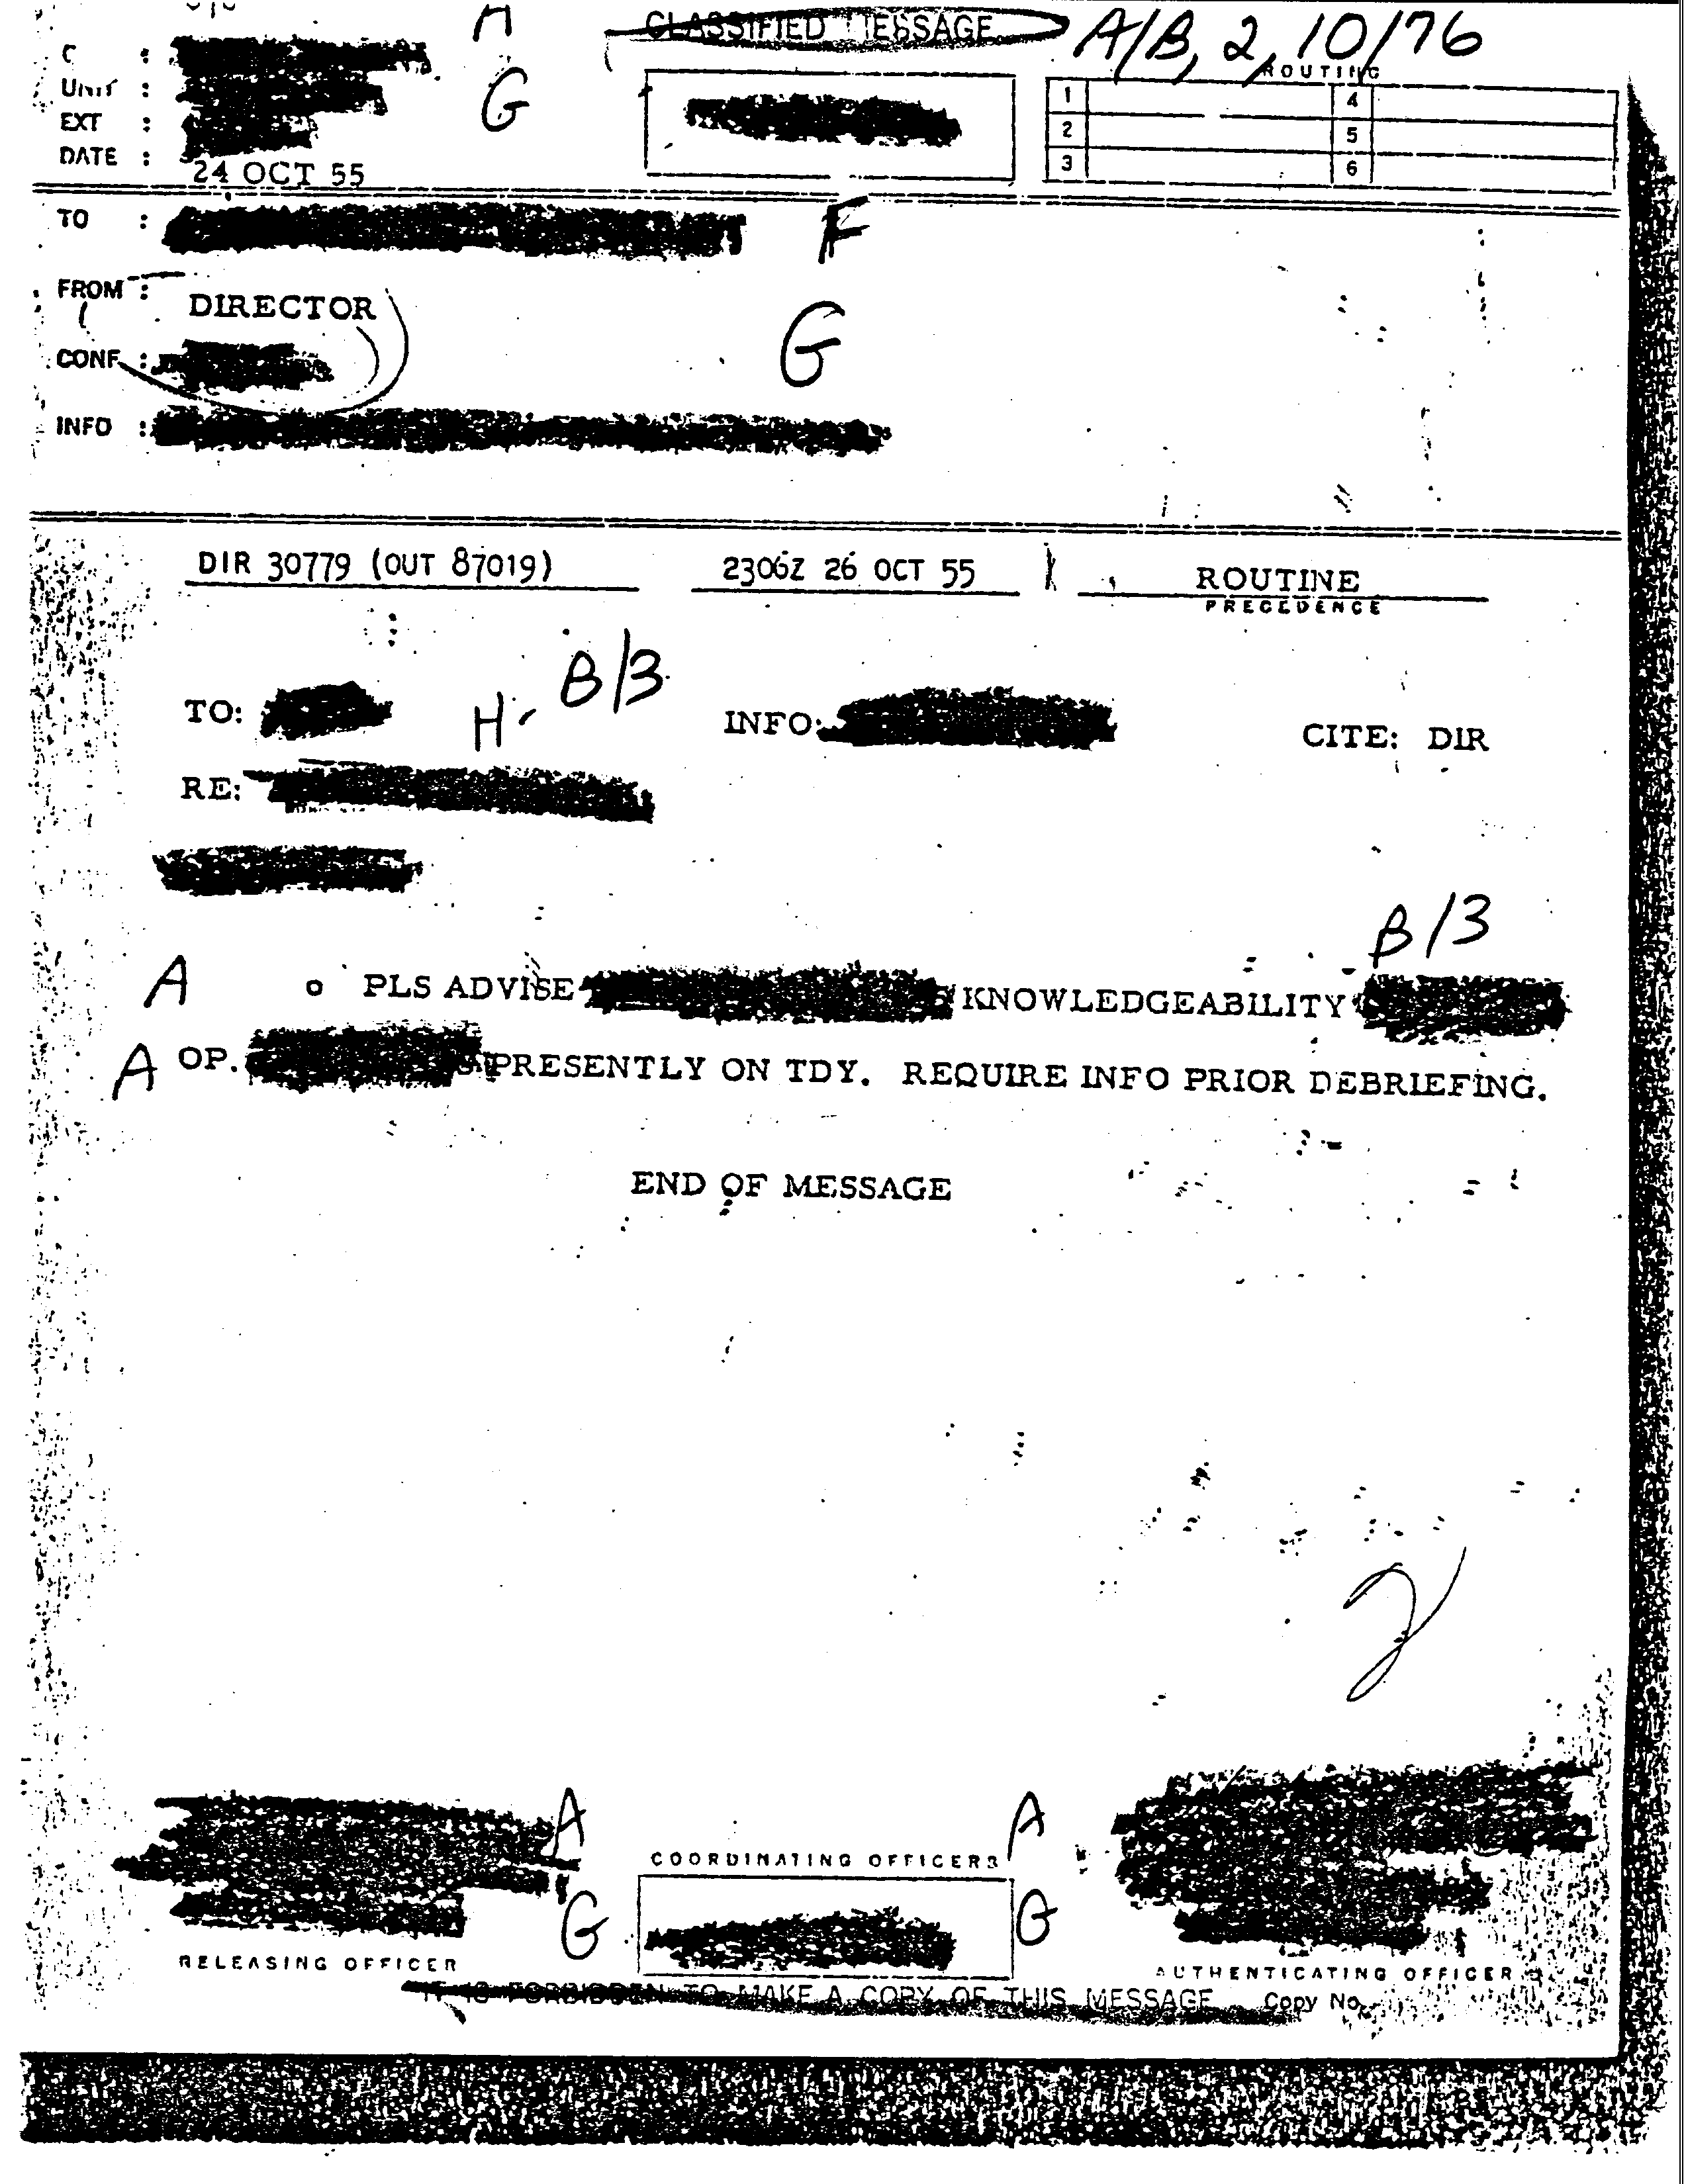 CLASSIFIED MESSAGE A/B, 2, 10/76
ROUTING
UNIT :
EXT :
DATE :
24 OCT 55
G
1 4
2 5
3 6
TO : F
FROM : DIRECTOR
G
CONF :
INFO :
DIR 30779 (OUT 87019) 2306Z 26 OCT 55 ROUTINE
PRECEDENCE
TO: H- B/3 INFO: CITE: DIR
RE:
B/3
A PLS ADVISE KNOWLEDGEABILITY
A OP. PRESENTLY ON TDY. REQUIRE INFO PRIOR DEBRIEFING.
END OF MESSAGE
2
A A
COORDINATING OFFICERS
G G
RELEASING OFFICER AUTHENTICATING OFFICER
IT IS FORBIDDEN TO MAKE A COPY OF THIS MESSAGE Copy No.